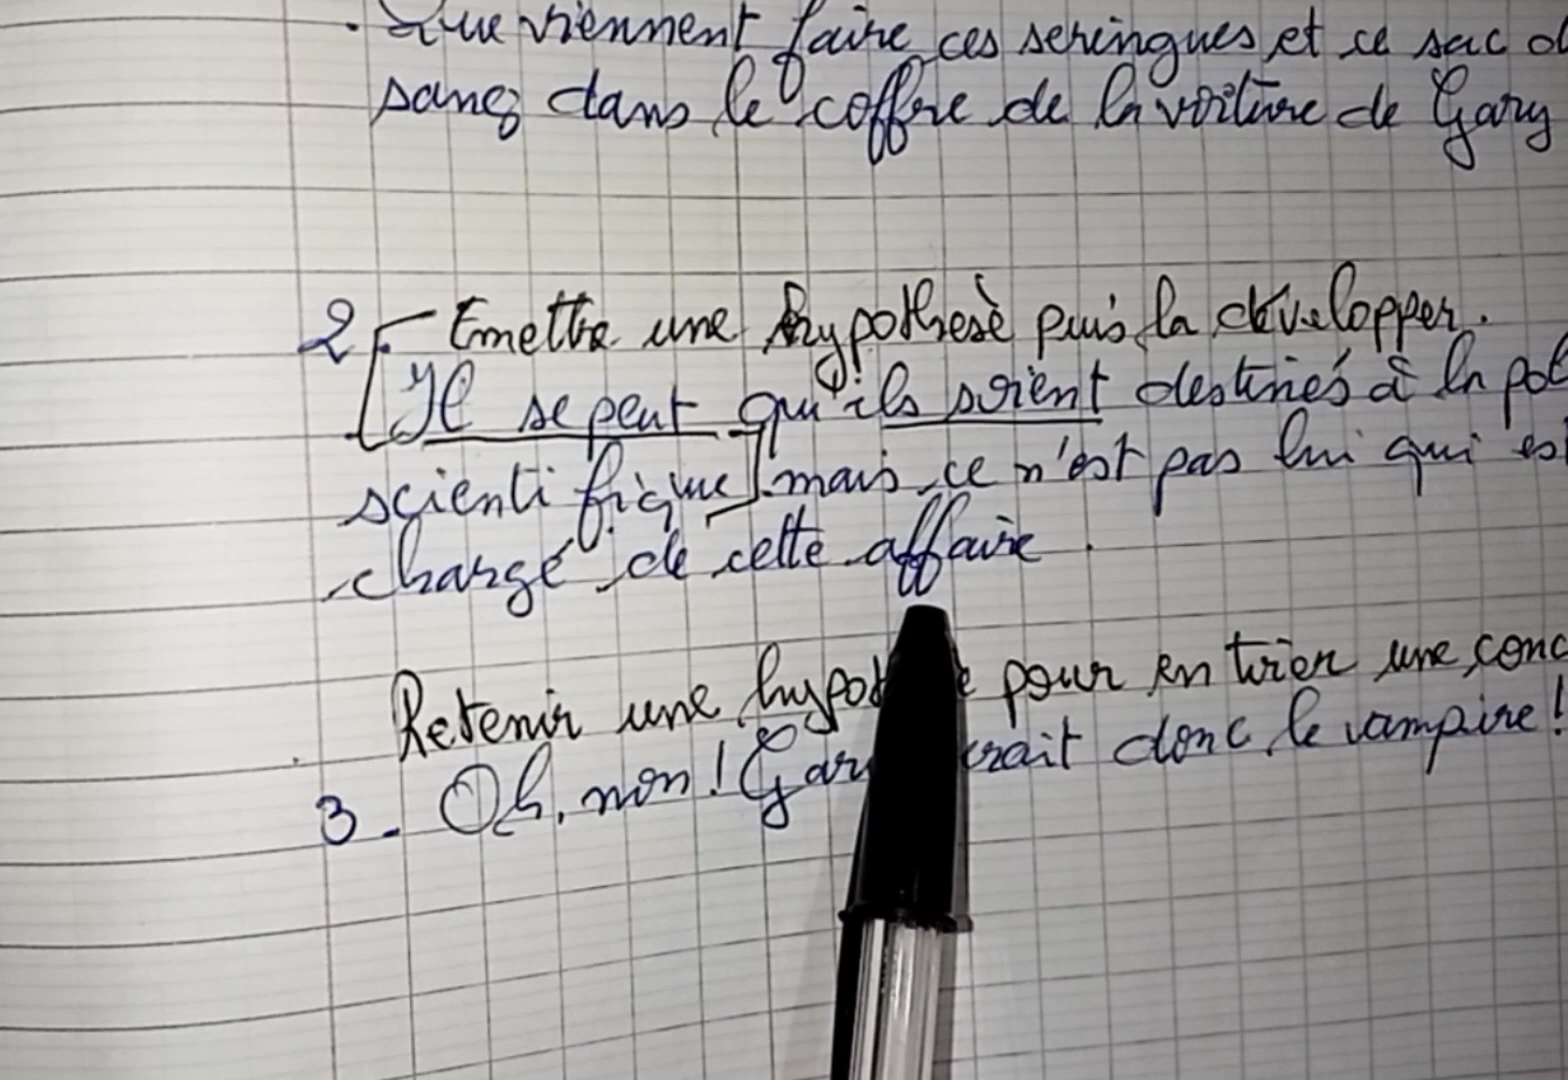 . Que viennent faire ces seringues et ce sac
sang dans le coffre de la voiture de Gary
2 - Emettre une hypothèse puis la développer.
Il se peut qu'ils soient destinés à la pol
scientifique mais ce n'est pas lui qui est
chargé de cette affaire.
Retenir une pour en tirer une conc
3 - Oh, non! donc le vampire!